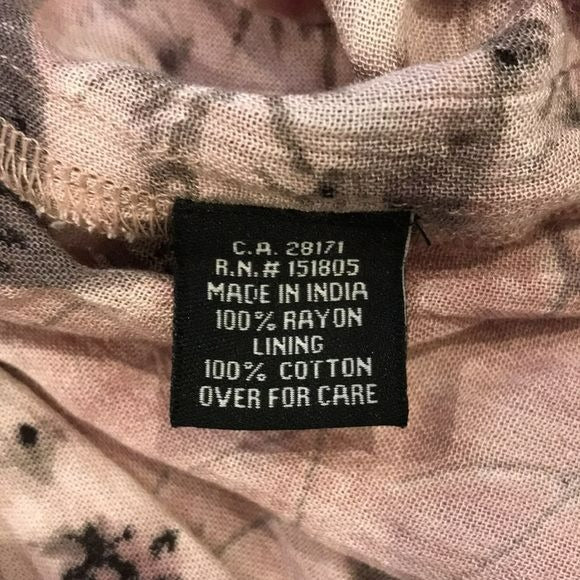 C.A. 28171
R.N.# 151805
MADE IN INDIA
100% RAYON
LINING
100% COTTON
OVER FOR CARE